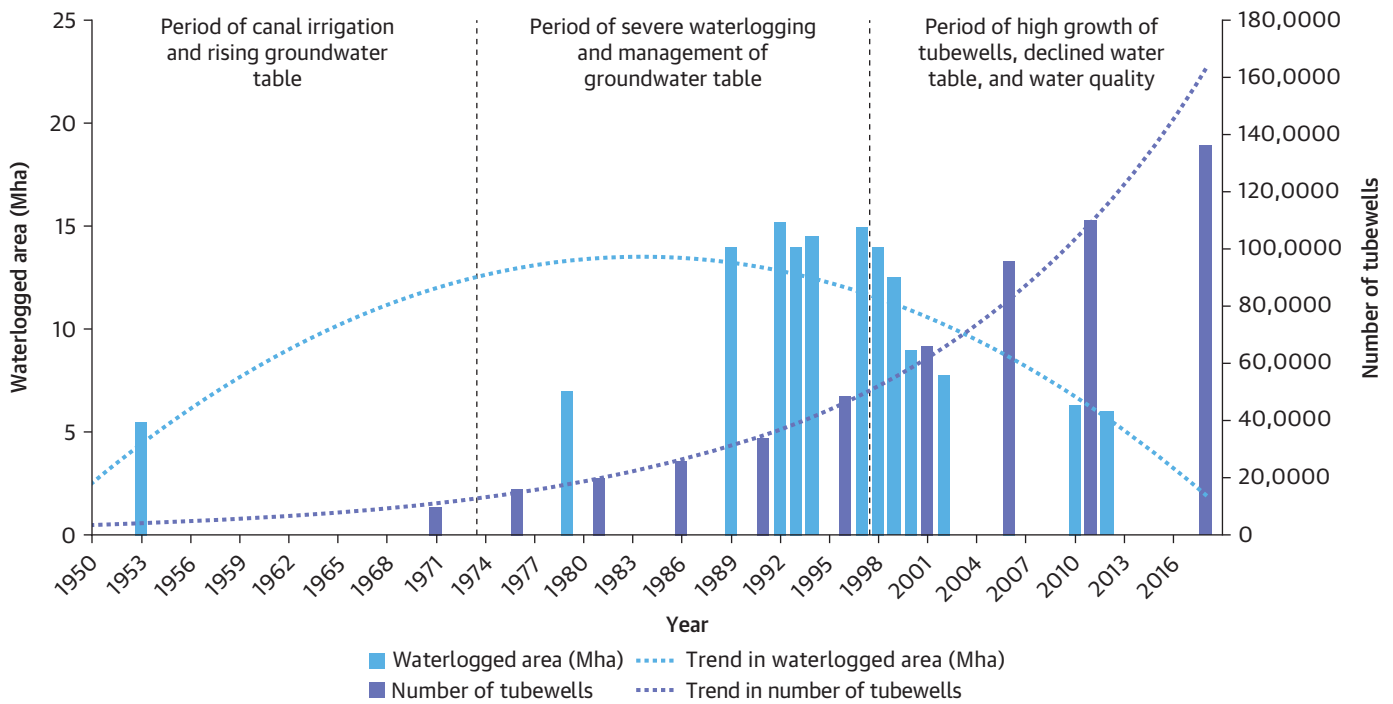 Period of canal irrigation
and rising groundwater
table
Period of severe waterlogging
and management of
groundwater table
Period of high growth of
tubewells, declined water
table, and water quality
Waterlogged area (Mha)
25
20
15
10
5
0
180,0000
160,0000
140,0000
120,0000
100,0000
80,0000
60,0000
40,0000
20,0000
0
Number of tubewells
1950
1953
1956
1959
1962
1965
1968
1971
1974
1977
1980
1983
1986
1989
1992
1995
1998
2001
2004
2007
2010
2013
2016
Year
Waterlogged area (Mha)
Trend in waterlogged area (Mha)
Number of tubewells
Trend in number of tubewells